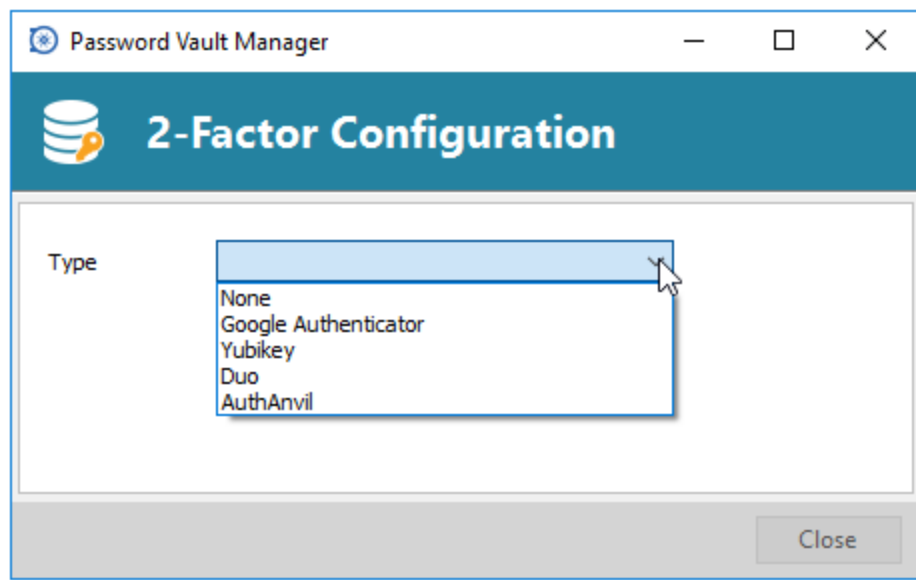 Password Vault Manager
2-Factor Configuration
Type
None
Google Authenticator
Yubikey
Duo
AuthAnvil
Close